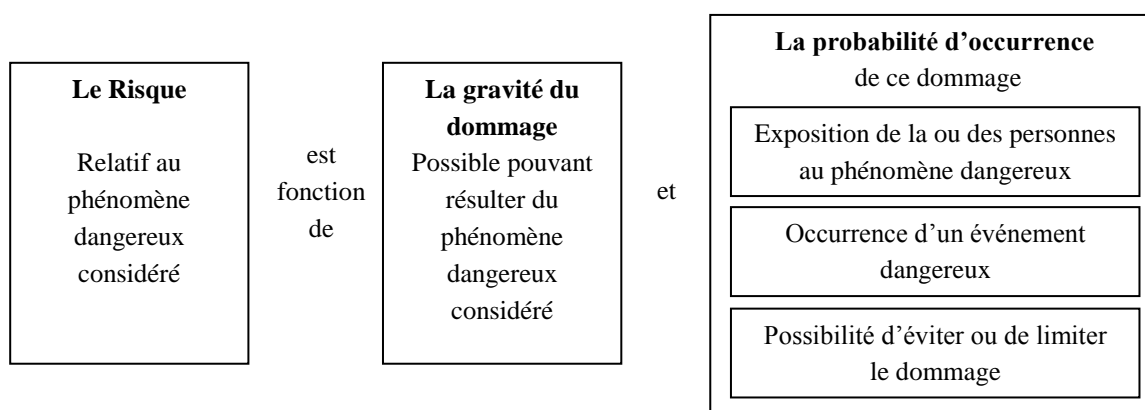 Le Risque
Relatif au
phénomène
dangereux
considéré
est
fonction
de
La gravité du
dommage
Possible pouvant
résulter du
phénomène
dangereux
considéré
et
La probabilité d’occurrence
de ce dommage
Exposition de la ou des personnes
au phénomène dangereux
Occurrence d’un événement
dangereux
Possibilité d’éviter ou de limiter
le dommage